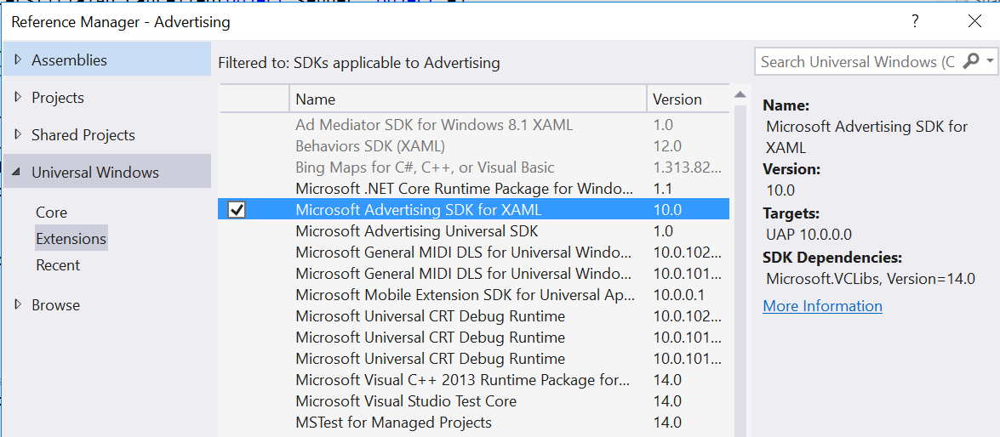 Reference Manager - Advertising
?
Assemblies
Projects
Shared Projects
Universal Windows
Core
Extensions
Recent
Browse
Filtered to: SDKs applicable to Advertising
Name Version
Ad Mediator SDK for Windows 8.1 XAML 1.0
Behaviors SDK (XAML) 12.0
Bing Maps for C#, C++, or Visual Basic 1.313.82...
Microsoft .NET Core Runtime Package for Windo... 1.1
Microsoft Advertising SDK for XAML 10.0
Microsoft Advertising Universal SDK 1.0
Microsoft General MIDI DLS for Universal Windo... 10.0.102...
Microsoft General MIDI DLS for Universal Windo... 10.0.101...
Microsoft Mobile Extension SDK for Universal Ap... 10.0.0.1
Microsoft Universal CRT Debug Runtime 10.0.102...
Microsoft Universal CRT Debug Runtime 10.0.101...
Microsoft Universal CRT Debug Runtime 10.0.101...
Microsoft Visual C++ 2013 Runtime Package for... 14.0
Microsoft Visual Studio Test Core 14.0
MSTest for Managed Projects 14.0
Search Universal Windows (C
Name:
Microsoft Advertising SDK for
XAML
Version:
10.0
Targets:
UAP 10.0.0.0
SDK Dependencies:
Microsoft.VCLibs, Version=14.0
More Information